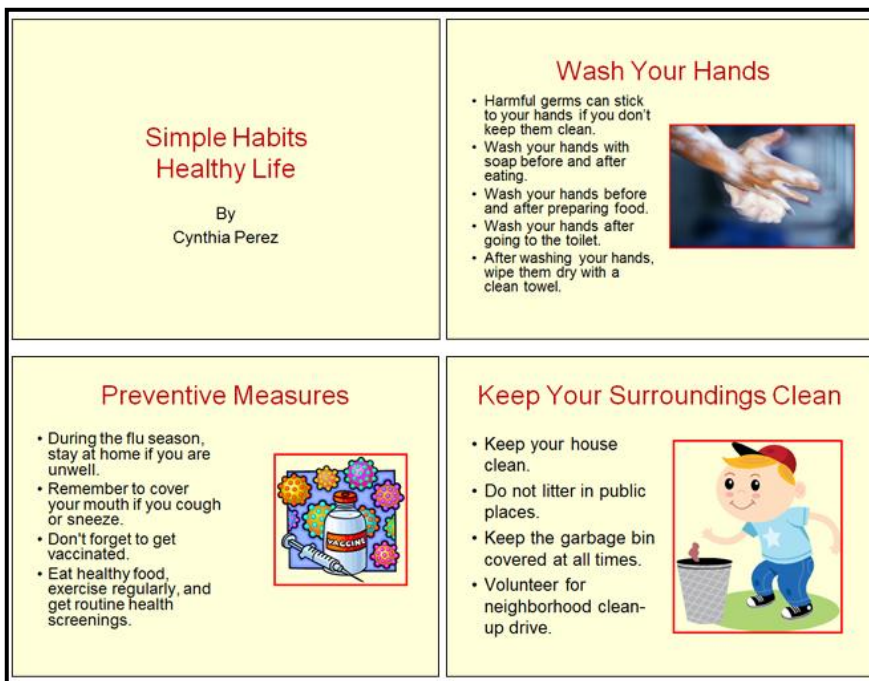 Simple Habits
Healthy Life
By
Cynthia Perez
Wash Your Hands
• Harmful germs can stick
to your hands if you don't
keep them clean.
• Wash your hands with
soap before and after
eating.
• Wash your hands before
and after preparing food.
• Wash your hands after
going to the toilet.
• After washing your hands,
wipe them dry with a
clean towel.
Preventive Measures
• During the flu season,
stay at home if you are
unwell.
• Remember to cover
your mouth if you cough
or sneeze.
• Don't forget to get
vaccinated.
• Eat healthy food,
exercise regularly, and
get routine health
screenings.
VACCINE
Keep Your Surroundings Clean
• Keep your house
clean.
• Do not litter in public
places.
• Keep the garbage bin
covered at all times.
• Volunteer for
neighborhood clean-
up drive.